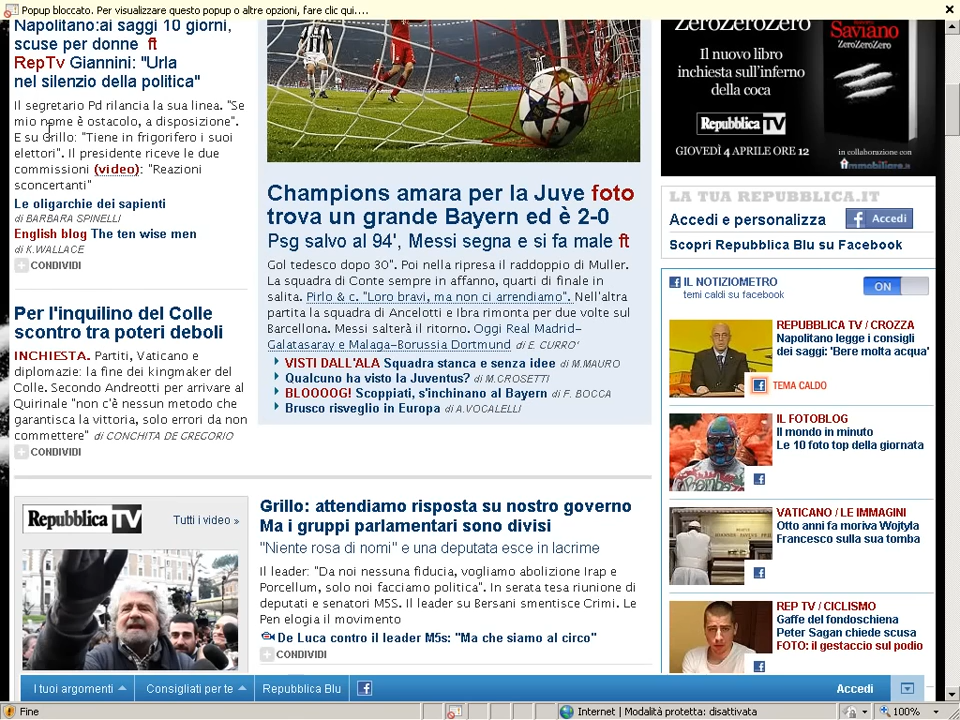 Popup bloccato. Per visualizzare questo popup o altre opzioni, fare clic qui....
Napolitano:ai saggi 10 giorni,
scuse per donne ft
RepTv Giannini: "Urla
nel silenzio della politica"
Il segretario Pd rilancia la sua linea. "Se
mio nome è ostacolo, a disposizione".
E su Grillo: "Tiene in frigorifero i suoi
elettori". Il presidente riceve le due
commissioni (video): "Reazioni
sconcertanti"
Le oligarchie dei sapienti
di BARBARA SPINELLI
English blog The ten wise men
di K.WALLACE
CONDIVIDI
Per l'inquilino del Colle
scontro tra poteri deboli
INCHIESTA. Partiti, Vaticano e
diplomazie: la fine dei kingmaker del
Colle. Secondo Andreotti per arrivare al
Quirinale "non c'è nessun metodo che
garantisca la vittoria, solo errori da non
commettere" di CONCHITA DE GREGORIO
CONDIVIDI
Repubblica TV
Tutti i video »
Champions amara per la Juve foto
trova un grande Bayern ed è 2-0
Psg salvo al 94', Messi segna e si fa male ft
Gol tedesco dopo 30''. Poi nella ripresa il raddoppio di Muller.
La squadra di Conte sempre in affanno, quarti di finale in
salita. Pirlo & c. "Loro bravi, ma non ci arrendiamo". Nell'altra
partita la squadra di Ancelotti e Ibra rimonta per due volte sul
Barcellona. Messi salterà il ritorno. Oggi Real Madrid-
Galatasaray e Malaga-Borussia Dortmund di E. CURRO'
VISTI DALL'ALA Squadra stanca e senza idee di M.MAURO
Qualcuno ha visto la Juventus? di M.CROSETTI
BLOOOOG! Scoppiati, s'inchinano al Bayern di F. BOCCA
Brusco risveglio in Europa di A.VOCALELLI
Grillo: attendiamo risposta su nostro governo
Ma i gruppi parlamentari sono divisi
"Niente rosa di nomi" e una deputata esce in lacrime
Il leader: "Da noi nessuna fiducia, vogliamo abolizione Irap e
Porcellum, solo noi facciamo politica". In serata tesa riunione di
deputati e senatori M5S. Il leader su Bersani smentisce Crimi. Le
Pen elogia il movimento
De Luca contro il leader M5s: "Ma che siamo al circo"
CONDIVIDI
ZeroZeroZero
Il nuovo libro
inchiesta sull'inferno
della coca
Repubblica TV
GIOVEDÌ 4 APRILE ORE 12
Saviano
ZeroZeroZero
in collaborazione con
immobiliare.it
LA TUA REPUBBLICA.IT
Accedi e personalizza
Accedi
Scopri Repubblica Blu su Facebook
IL NOTIZIOMETRO
temi caldi su facebook
ON
REPUBBLICA TV / CROZZA
Napolitano legge i consigli
dei saggi: 'Bere molta acqua'
TEMA CALDO
IL FOTOBLOG
Il mondo in minuto
Le 10 foto top della giornata
VATICANO / LE IMMAGINI
Otto anni fa moriva Wojtyla
Francesco sulla sua tomba
REP TV / CICLISMO
Gaffe del fondoschiena
Peter Sagan chiede scusa
FOTO: il gestaccio sul podio
I tuoi argomenti
Consigliati per te
Repubblica Blu
Accedi
Fine
Internet | Modalità protetta: disattivata
100%